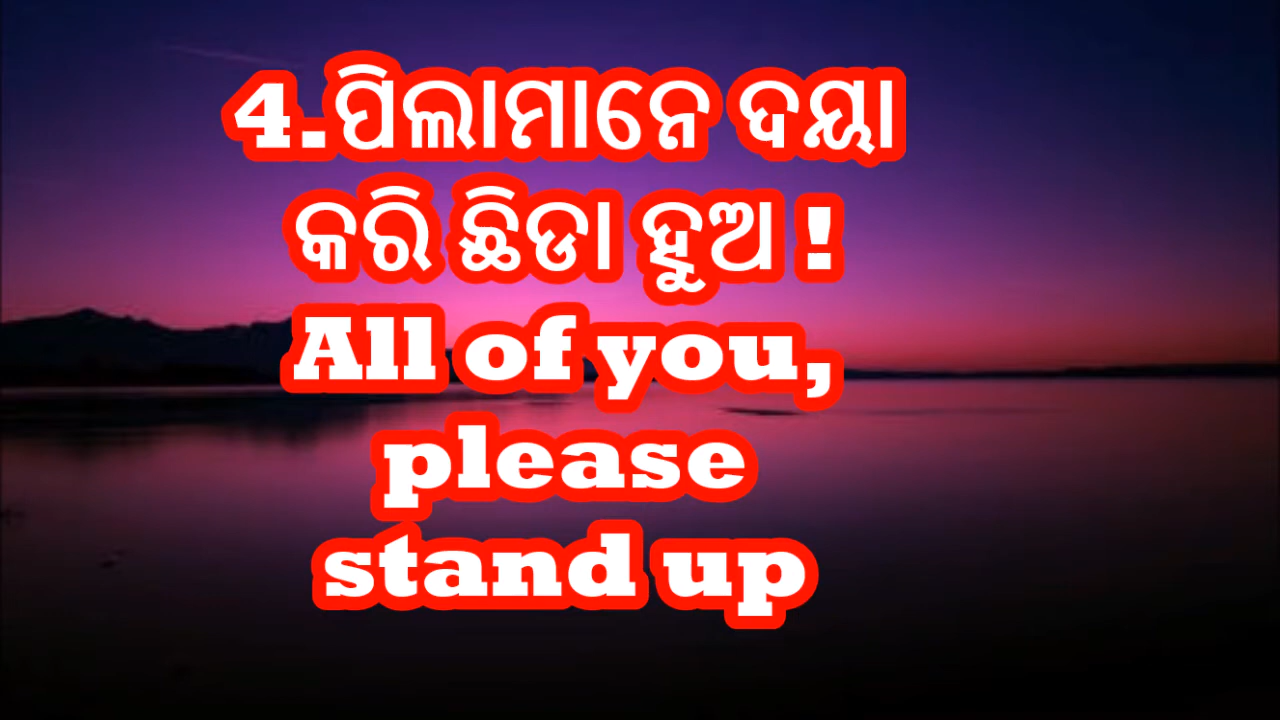 4.ପିଲାମାନେ ଦୟା
କରି ଛିଡା ହୁଅ !
All of you,
please
stand up